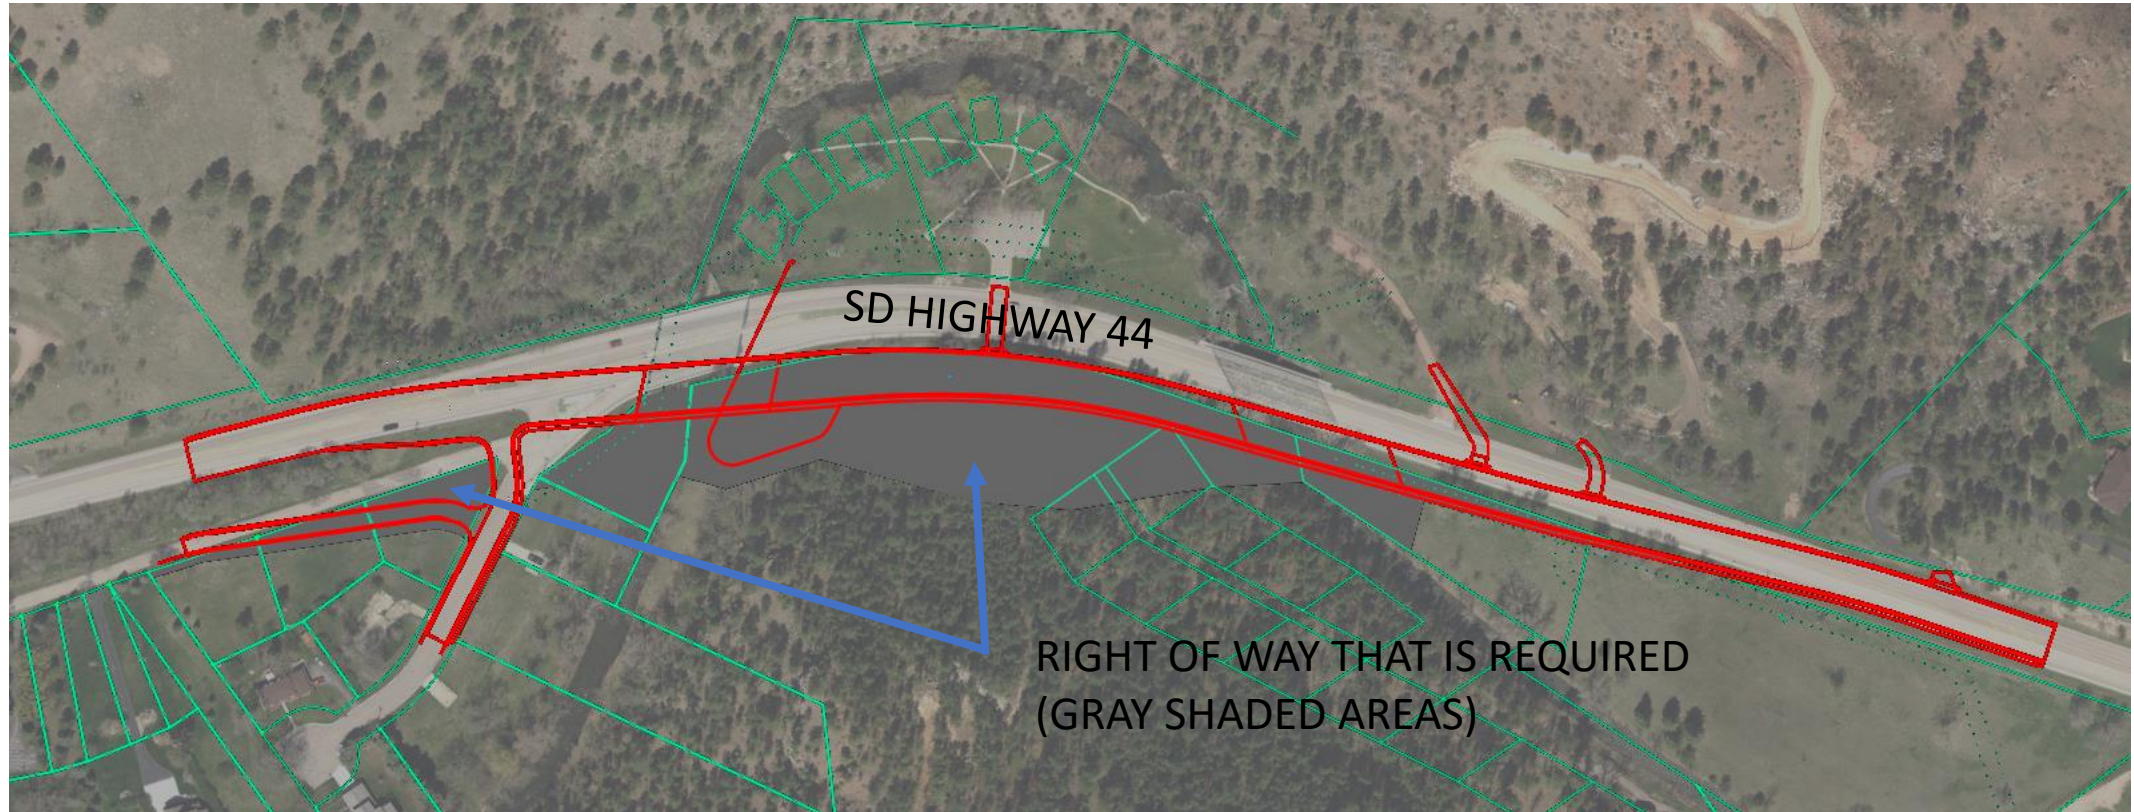 SD HIGHWAY 44
RIGHT OF WAY THAT IS REQUIRED
(GRAY SHADED AREAS)